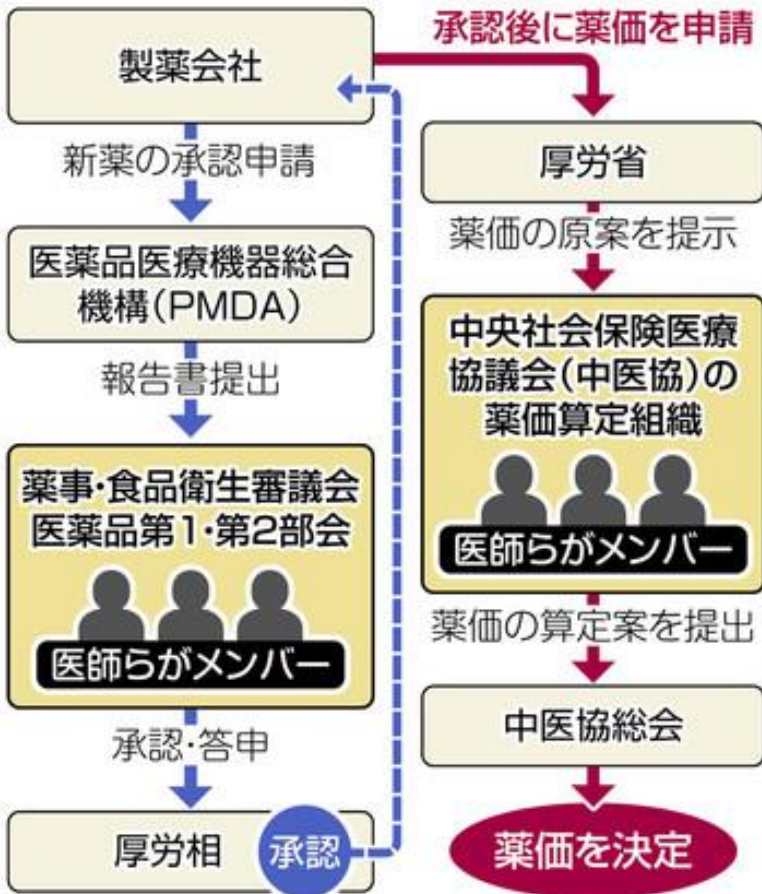 製薬会社
新薬の承認申請
医薬品医療機器総合
機構(PMDA)
報告書提出
薬事・食品衛生審議会
医薬品第1・第2部会
医師らがメンバー
承認・答申
厚労相
承認
承認後に薬価を申請
厚労省
薬価の原案を提示
中央社会保険医療
協議会(中医協)の
薬価算定組織
医師らがメンバー
薬価の算定案を提出
中医協総会
薬価を決定